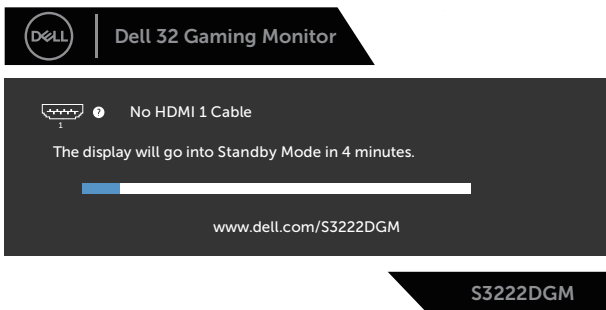 DELL
Dell 32 Gaming Monitor
? No HDMI 1 Cable
1
The display will go into Standby Mode in 4 minutes.
www.dell.com/S3222DGM
S3222DGM